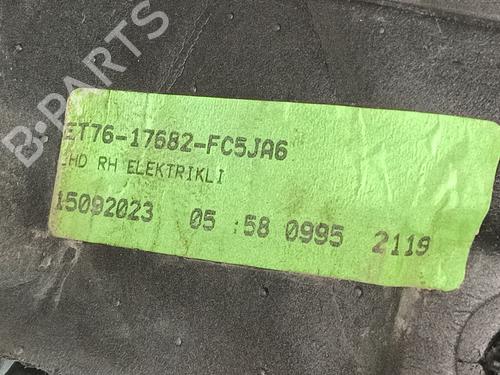 B-PARTS
ET76-17682-FC5JA6
LHD RH ELEKTRIKLI
15092023 05:58 0995 2119